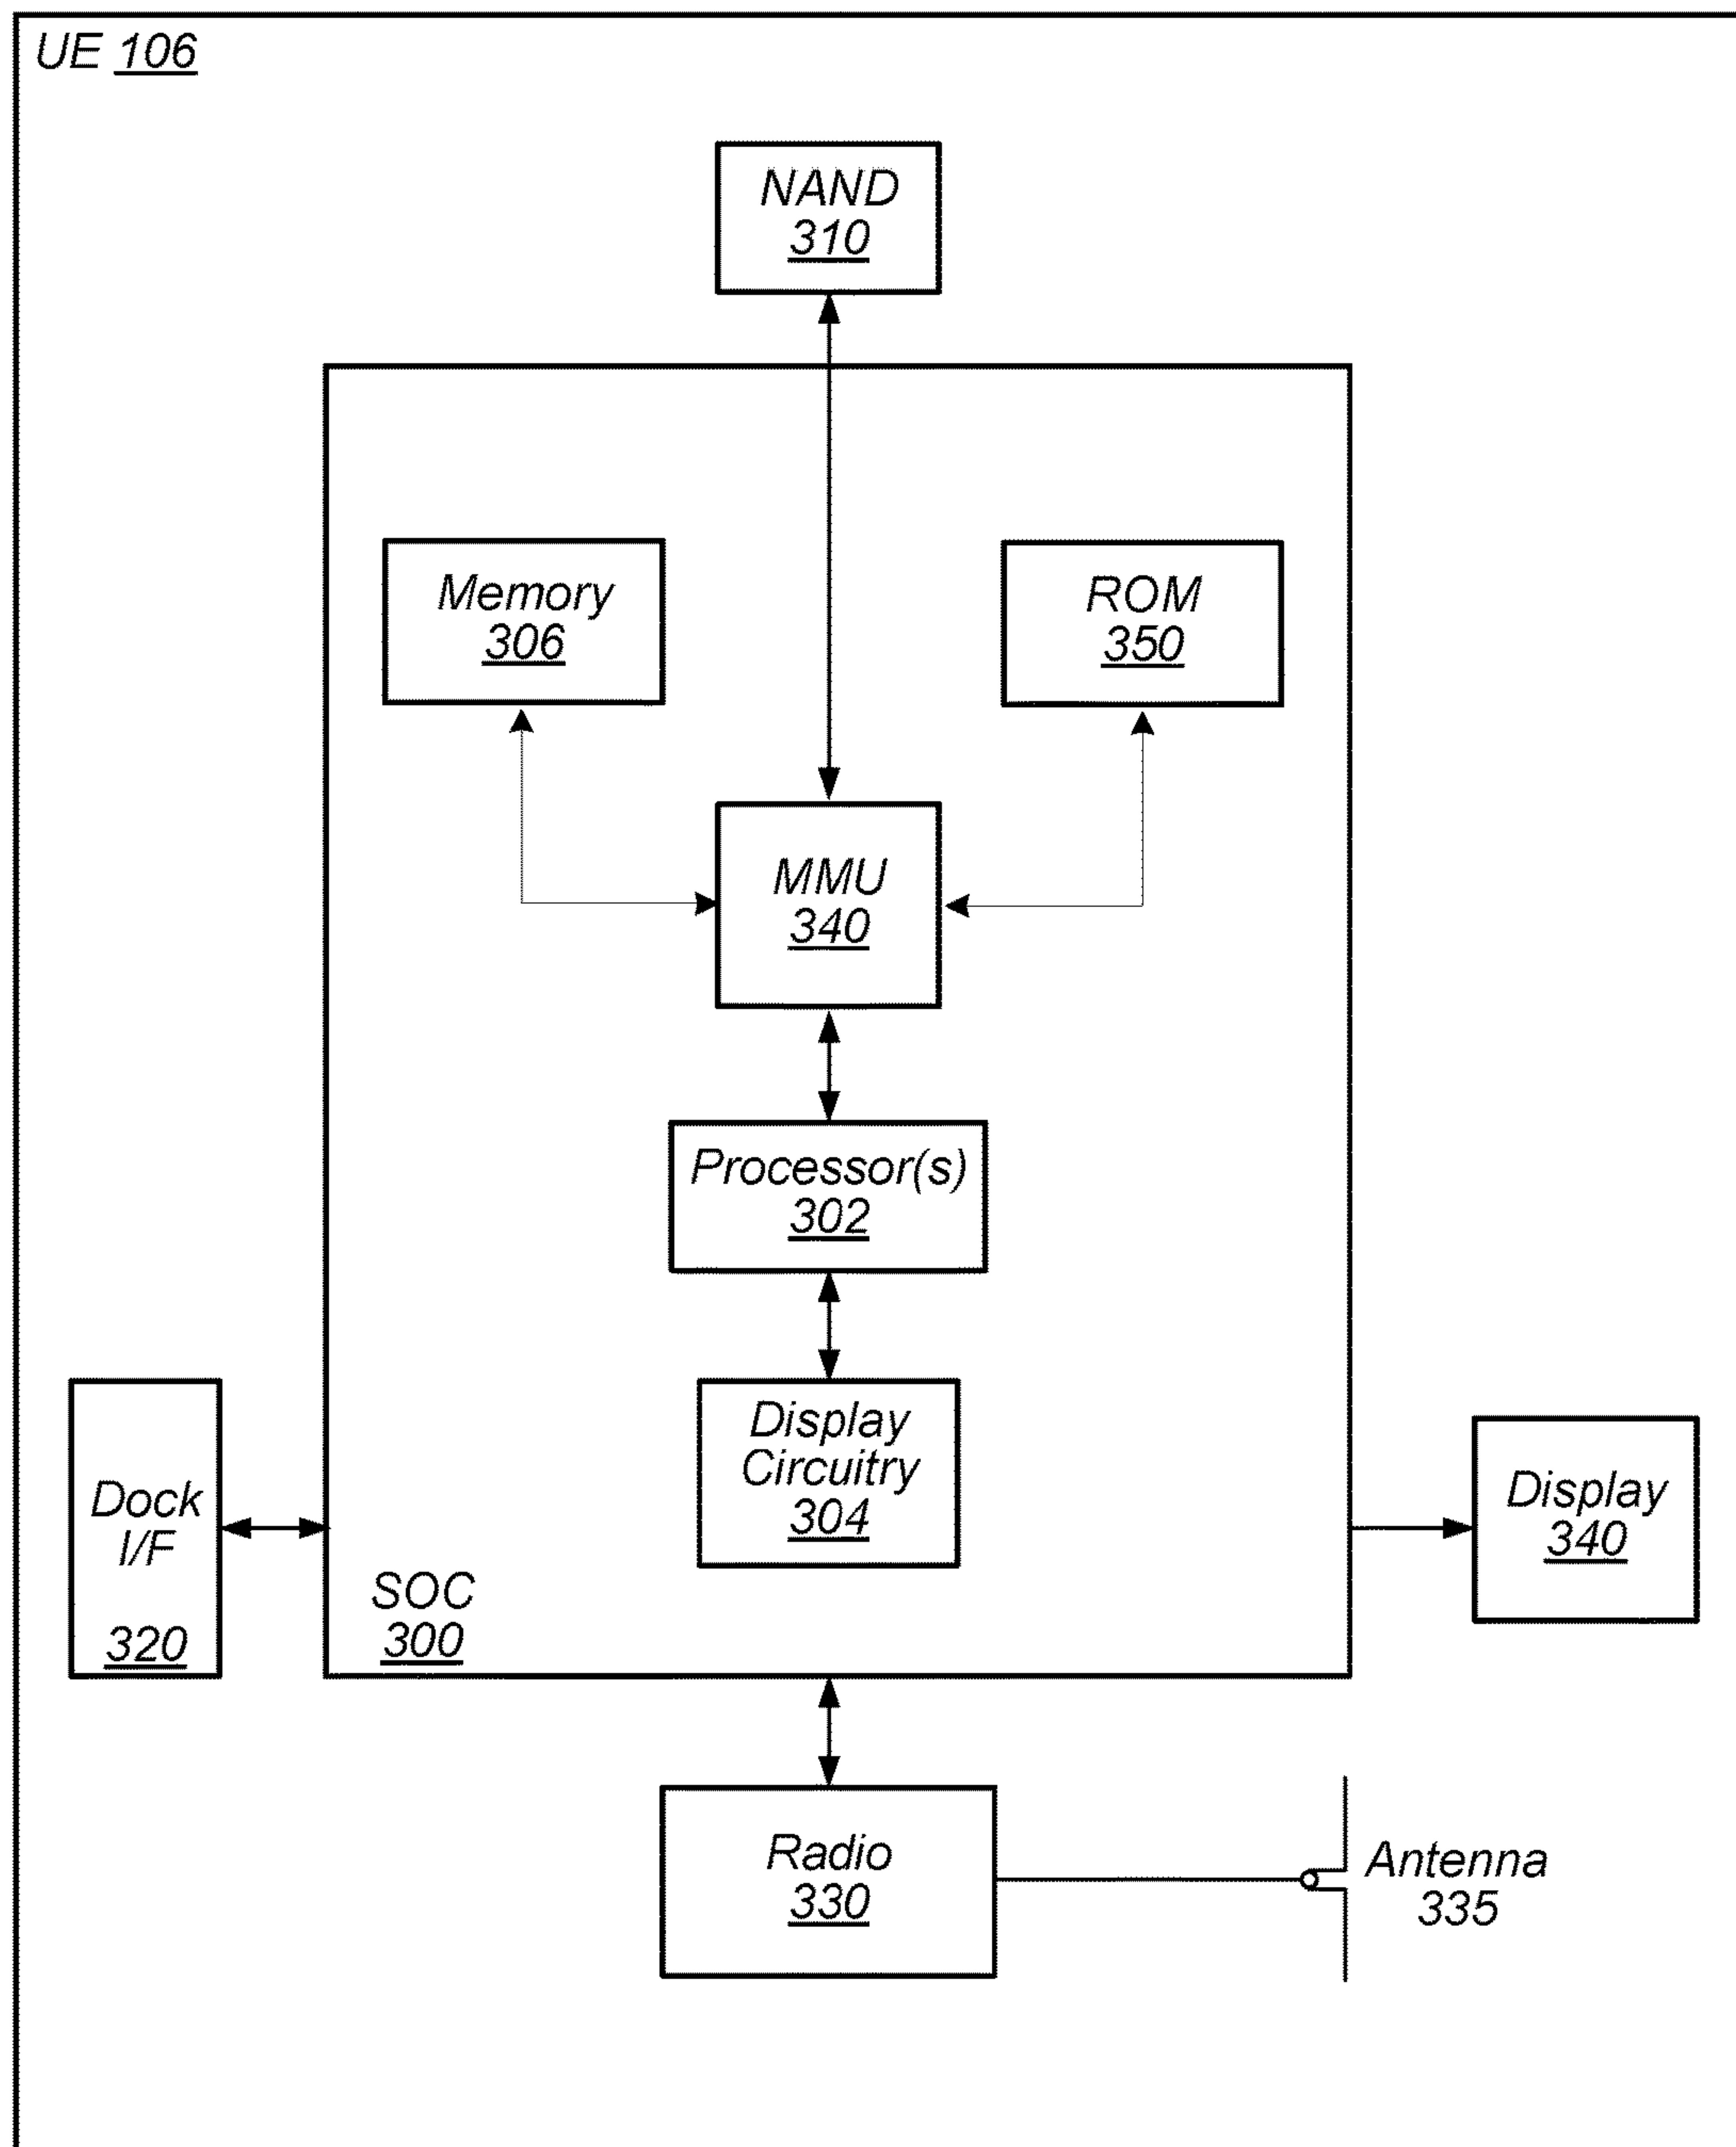 UE 106
NAND
310
Memory
306
ROM
350
MMU
340
Processor(s)
302
Display
Circuitry
304
Dock
I/F
320
SOC
300
Display
340
Radio
330
Antenna
335